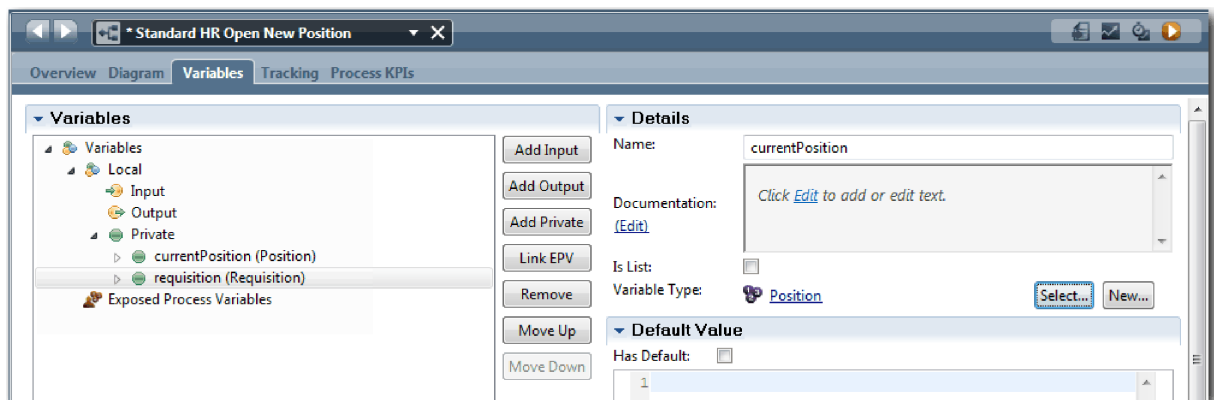 * Standard HR Open New Position
Overview Diagram Variables Tracking Process KPIs
Variables
Variables
Local
Input
Output
Private
currentPosition (Position)
requisition (Requisition)
Exposed Process Variables
Add Input
Add Output
Add Private
Link EPV
Remove
Move Up
Move Down
Details
Name: currentPosition
Documentation:
(Edit)
Click Edit to add or edit text.
Is List:
Variable Type: Position Select... New...
Default Value
Has Default:
1